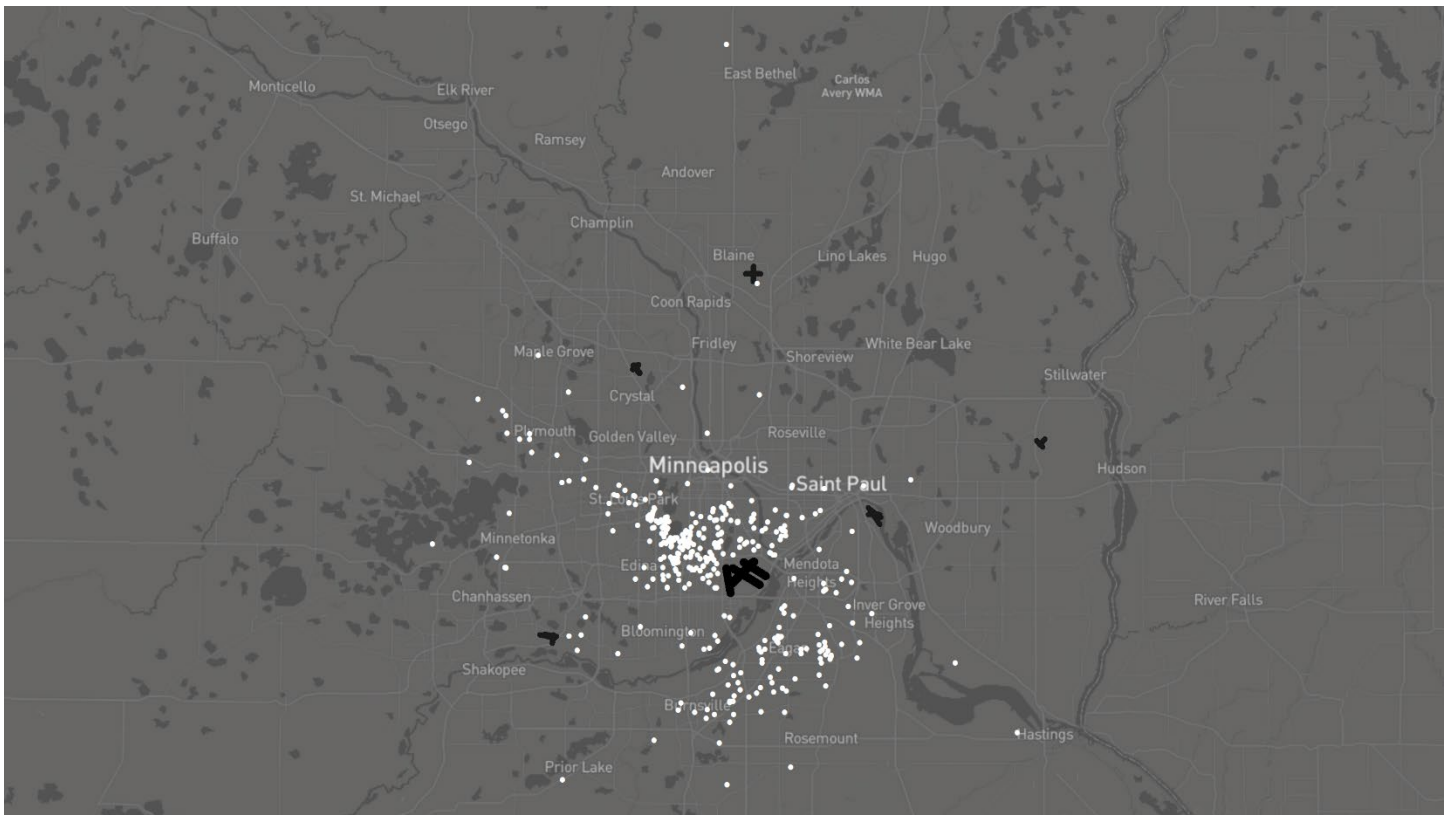 East Bethel
Carlos
Avery WMA
Monticello
Elk River
Otsego
Ramsey
Andover
St. Michael
Champlin
Buffalo
Blaine
Lino Lakes
Hugo
Coon Rapids
Fridley
White Bear Lake
Maple Grove
Shoreview
Stillwater
Crystal
Plymouth
Golden Valley
Roseville
Minneapolis
Hudson
Saint Paul
St. Louis Park
Woodbury
Minnetonka
Edina
Mendota
Heights
Chanhassen
River Falls
Inver Grove
Heights
Bloomington
Eagan
Shakopee
Burnsville
Hastings
Rosemount
Prior Lake